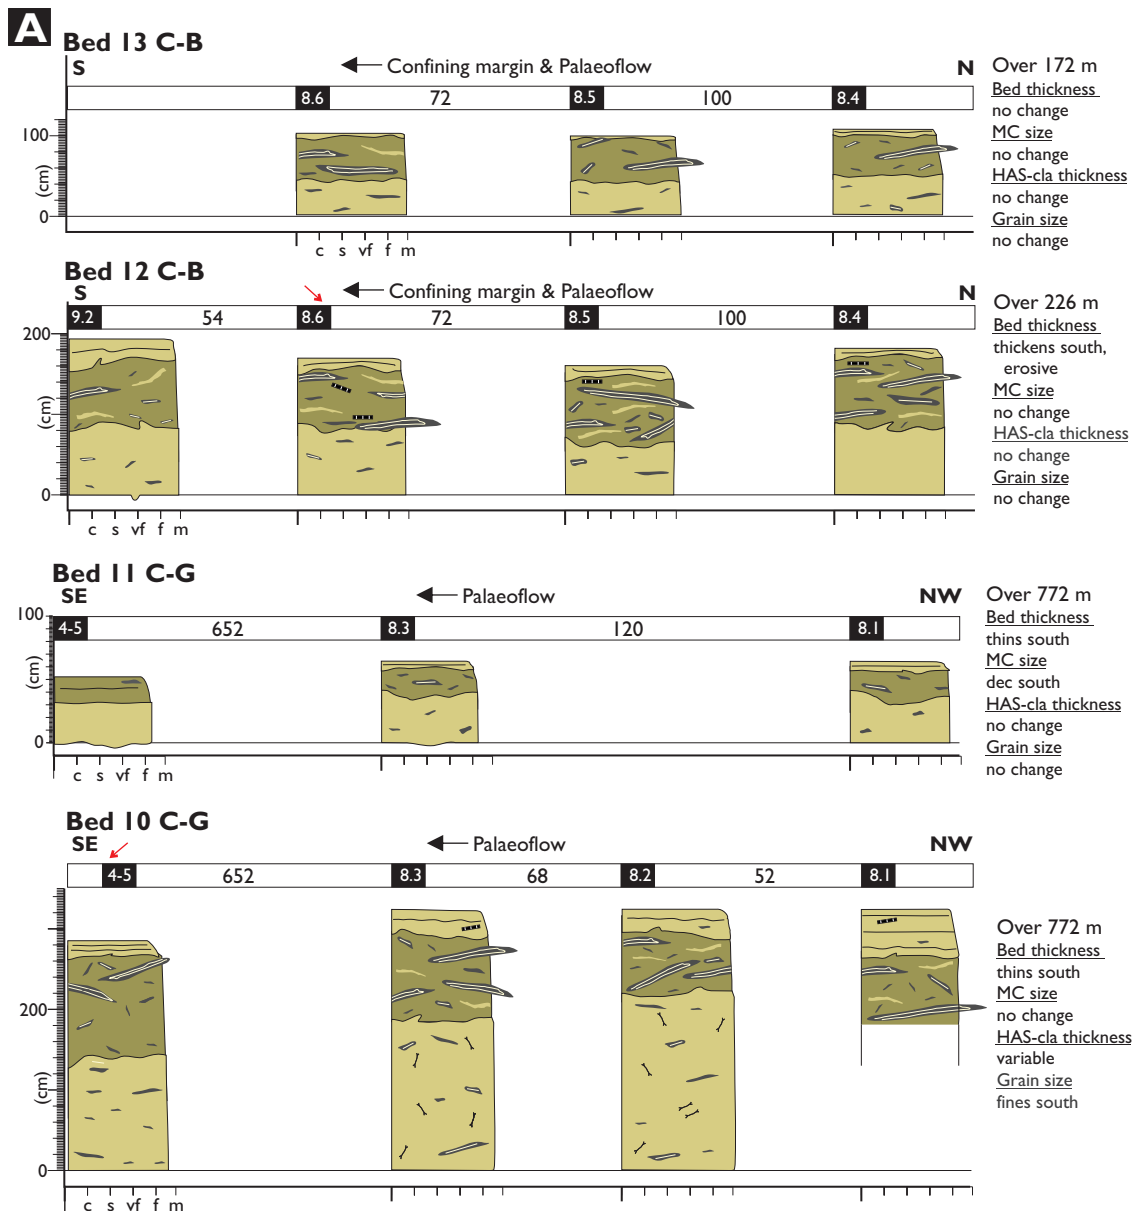 A
Bed 13 C-B
S
Confining margin & Palaeoflow
N
8.6 72 8.5 100 8.4
100
(cm)
0
c s vf f m
Over 172 m
Bed thickness
no change
MC size
no change
HAS-cla thickness
no change
Grain size
no change
Bed 12 C-B
S
Confining margin & Palaeoflow
N
9.2 54 8.6 72 8.5 100 8.4
200
(cm)
0
c s vf f m
Over 226 m
Bed thickness
thickens south,
erosive
MC size
no change
HAS-cla thickness
no change
Grain size
no change
Bed 11 C-G
SE
Palaeoflow
NW
100
4-5 652 8.3 120 8.1
(cm)
0
c s vf f m
Over 772 m
Bed thickness
thins south
MC size
dec south
HAS-cla thickness
no change
Grain size
no change
Bed 10 C-G
SE
Palaeoflow
NW
4-5 652 8.3 68 8.2 52 8.1
200
(cm)
0
c s vf f m
Over 772 m
Bed thickness
thins south
MC size
no change
HAS-cla thickness
variable
Grain size
fines south